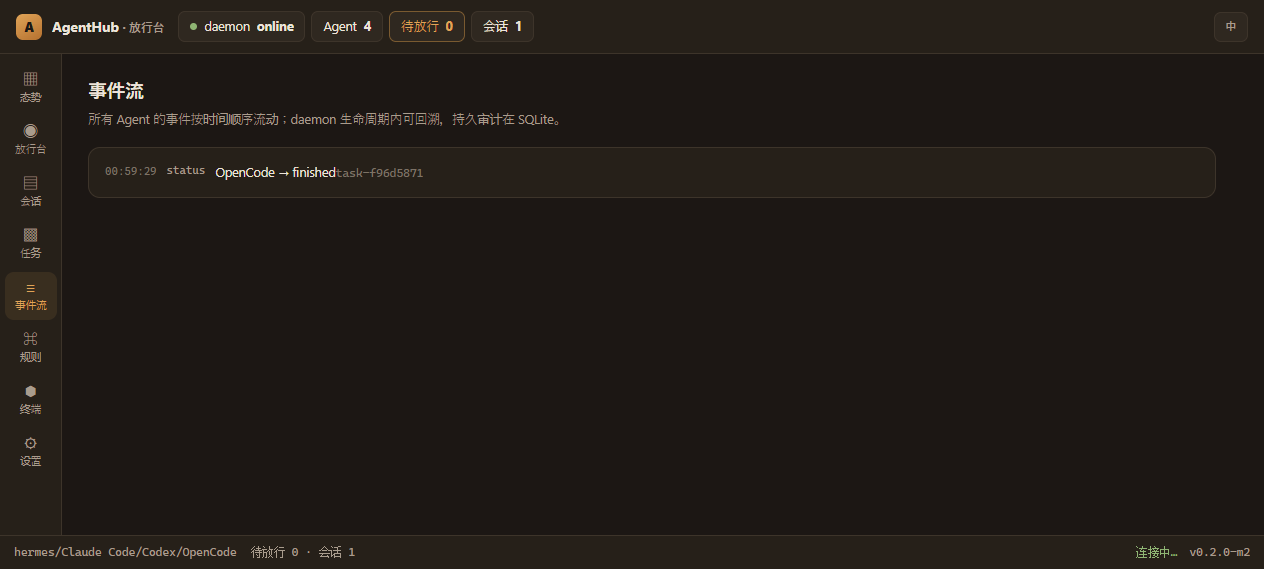 A AgentHub · 放行台 daemon online Agent 4 待放行 0 会话 1 中
态势
放行台
会话
任务
事件流
规则
终端
设置
事件流
所有 Agent 的事件按时间顺序流动；daemon 生命周期内可回溯，持久审计在 SQLite。
00:59:29 status OpenCode → finishedtask-f96d5871
hermes/Claude Code/Codex/OpenCode 待放行 0 · 会话 1 连接中… v0.2.0-m2